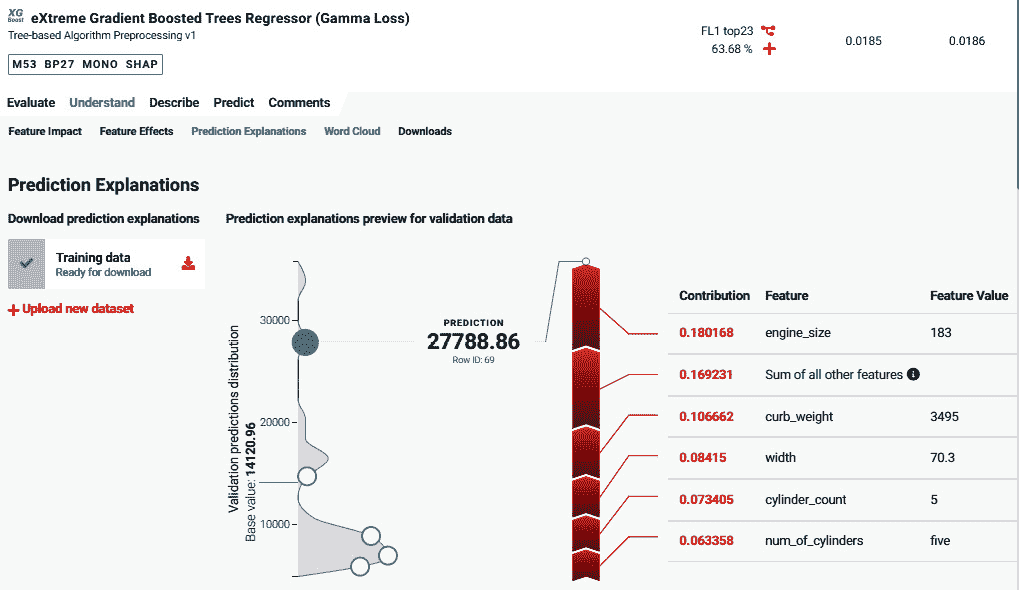 XG
Boost
eXtreme Gradient Boosted Trees Regressor (Gamma Loss)
Tree-based Algorithm Preprocessing v1
M53 BP27 MONO SHAP
FL1 top23
63.68 %
0.0185
0.0186
Evaluate Understand Describe Predict Comments
Feature Impact Feature Effects Prediction Explanations Word Cloud Downloads
Prediction Explanations
Download prediction explanations
Training data
Ready for download
+ Upload new dataset
Prediction explanations preview for validation data
Validation predictions distribution
Base value: 14120.96
30000
20000
10000
PREDICTION
27788.86
Row ID: 69
Contribution Feature Feature Value
0.180168 engine_size 183
0.169231 Sum of all other features i
0.106662 curb_weight 3495
0.08415 width 70.3
0.073405 cylinder_count 5
0.063358 num_of_cylinders five